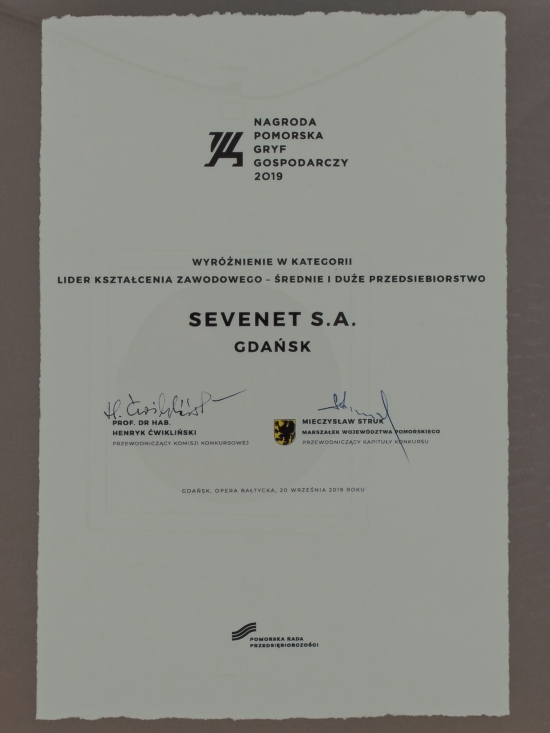 NAGRODA
POMORSKA
GRYF
GOSPODARCZY
2019
WYRÓŻNIENIE W KATEGORII
LIDER KSZTAŁCENIA ZAWODOWEGO – ŚREDNIE I DUŻE PRZEDSIEBIORSTWO
SEVENET S.A.
GDAŃSK
H. Ćwikliński
PROF. DR HAB.
HENRYK ĆWIKLIŃSKI
PRZEWODNICZĄCY KOMISJI KONKURSOWEJ
MIECZYSŁAW STRUK
MARSZAŁEK WOJEWÓDZTWA POMORSKIEGO
PRZEWODNICZĄCY KAPITUŁY KONKURSU
GDAŃSK, OPERA BAŁTYCKA, 20 WRZEŚNIA 2019 ROKU
POMORSKA RADA
PRZEDSIĘBIORCZOŚCI